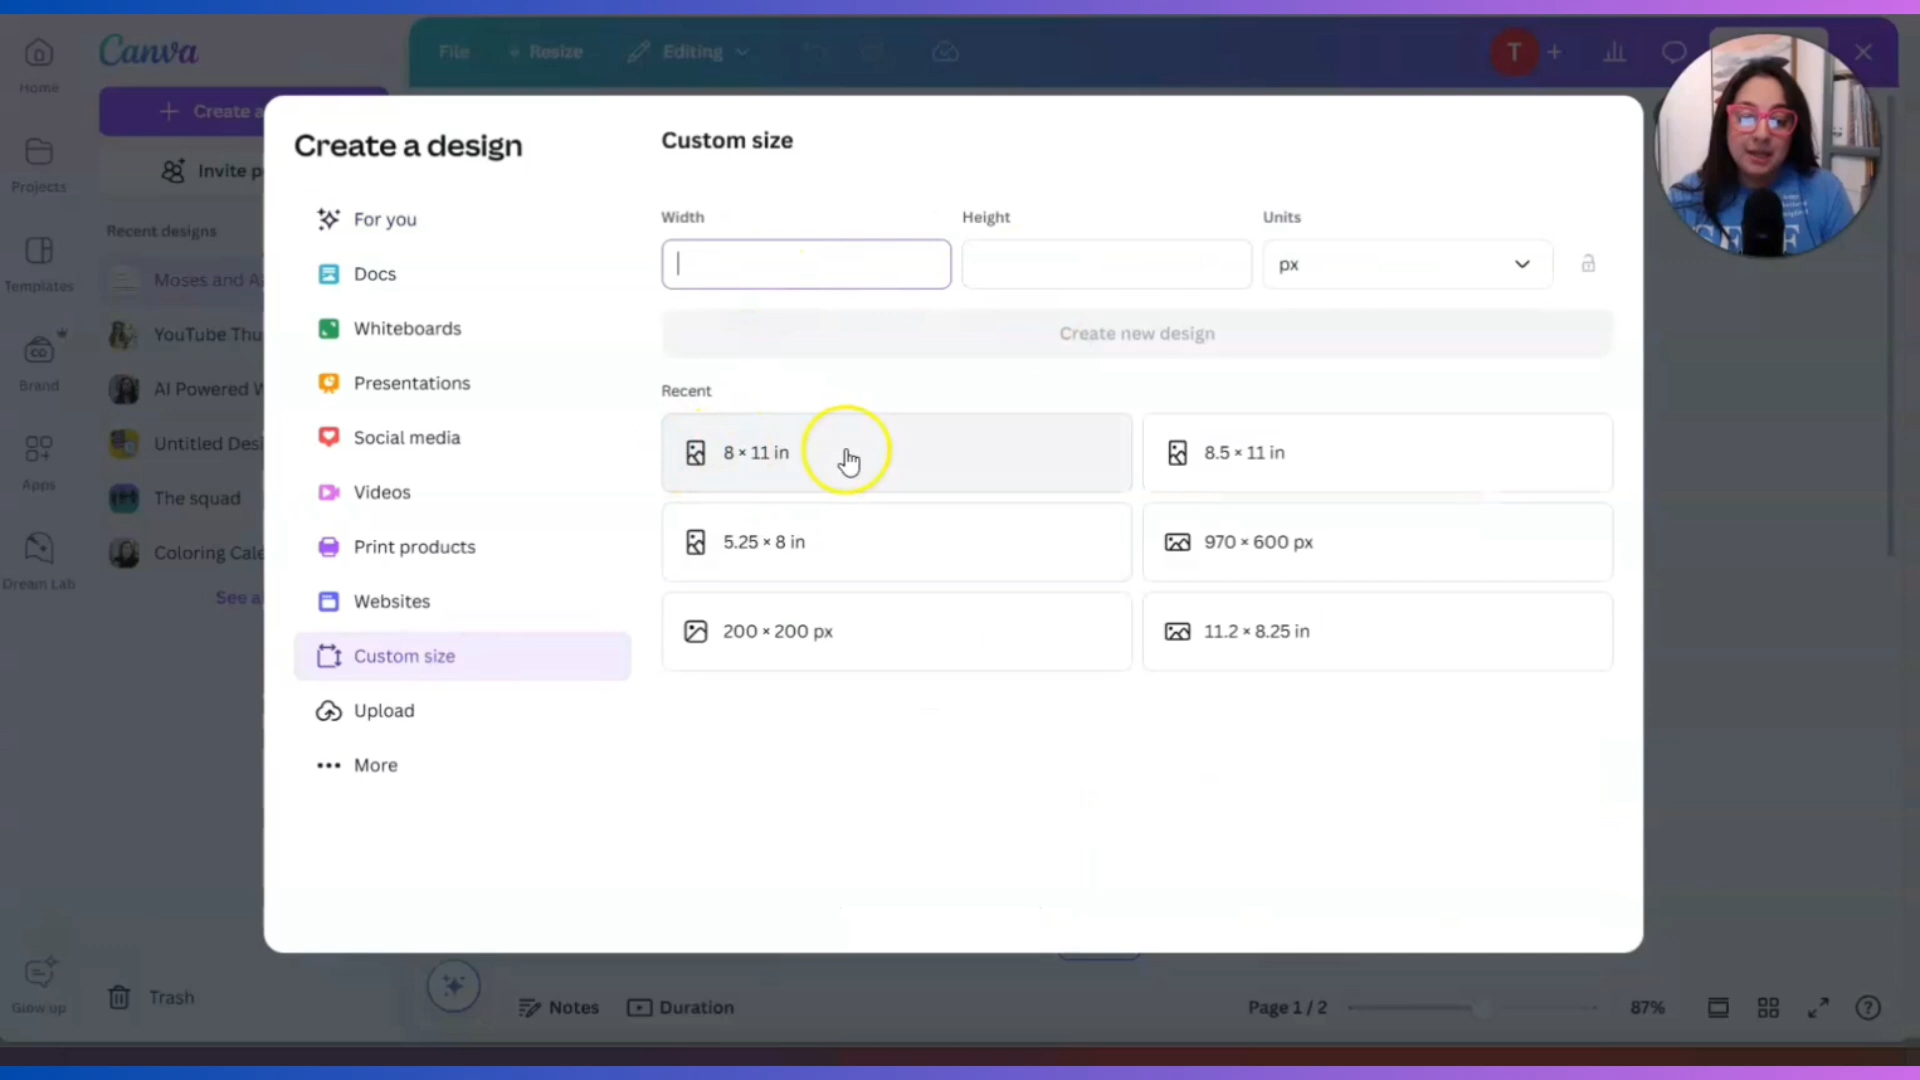 Canva
File
Resize
Editing
T
Home
Create a
Invite p
Projects
Recent designs
Templates
Moses and A
YouTube Thu
Brand
AI Powered W
Untitled Desi
Apps
The squad
Coloring Cale
Dream Lab
See a
Create a design
For you
Docs
Whiteboards
Presentations
Social media
Videos
Print products
Websites
Custom size
Upload
More
Custom size
Width
Height
Units
px
Create new design
Recent
8 × 11 in
8.5 × 11 in
5.25 × 8 in
970 × 600 px
200 × 200 px
11.2 × 8.25 in
Glow up
Trash
Notes
Duration
Page 1 / 2
87%